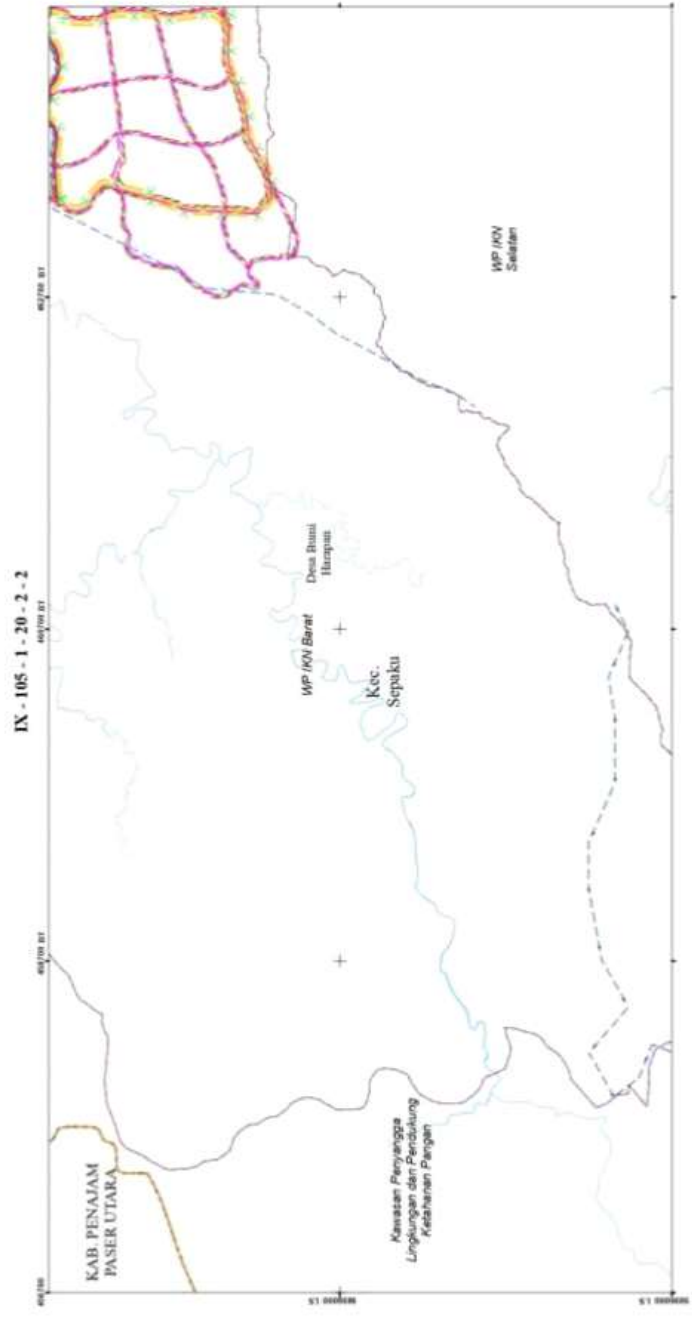 IX - 105 - 1 - 20 - 2 - 2
KAB. PENAJAM
PASER UTARA
WP IKN Barat
Desa Bumi
Harapan
Kec.
Sepaku
WP IKN
Selatan
Kawasan Penyangga
Lingkungan dan Pendukung
Ketahanan Pangan